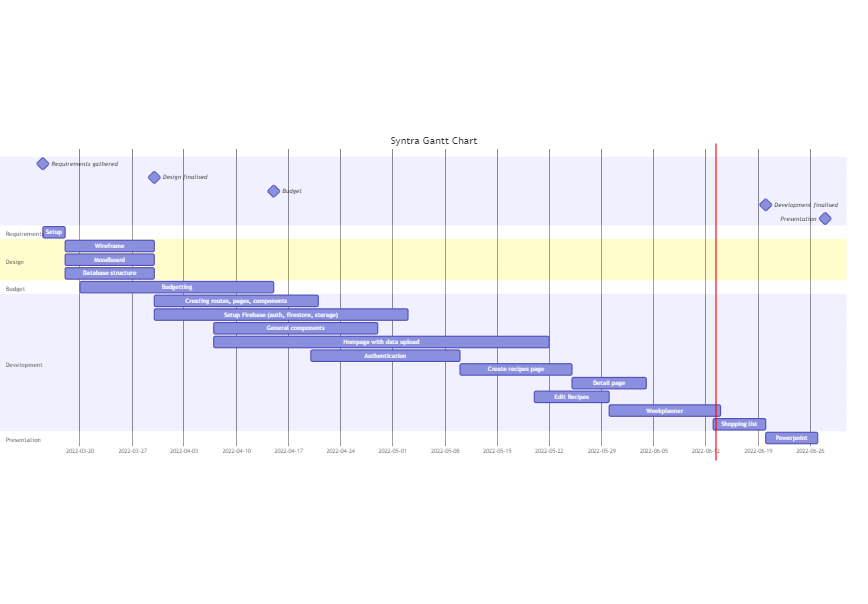 Syntra Gantt Chart
Requirements gathered
Design finalised
Budget
Development finalised
Presentation
Requirement
Setup
Wireframe
Design
Moodboard
Database structure
Budget
Budgetting
Creating routes, pages, components
Setup Firebase (auth, firestore, storage)
General components
Hompage with data upload
Authentication
Development
Create recipes page
Detail page
Edit Recipes
Weekplanner
Shopping list
Presentation
Powerpoint
2022-03-20 2022-03-27 2022-04-03 2022-04-10 2022-04-17 2022-04-24 2022-05-01 2022-05-08 2022-05-15 2022-05-22 2022-05-29 2022-06-05 2022-06-12 2022-06-19 2022-06-26